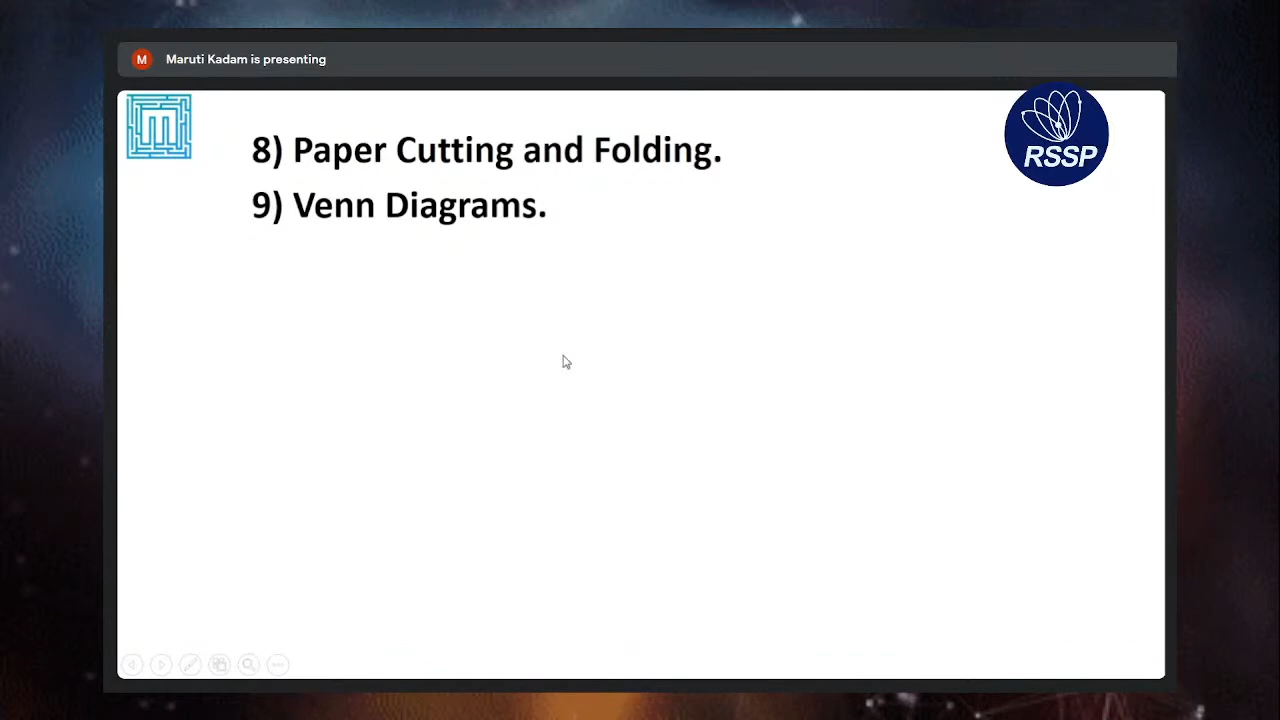 M Maruti Kadam is presenting
m
RSSP
8) Paper Cutting and Folding.
9) Venn Diagrams.